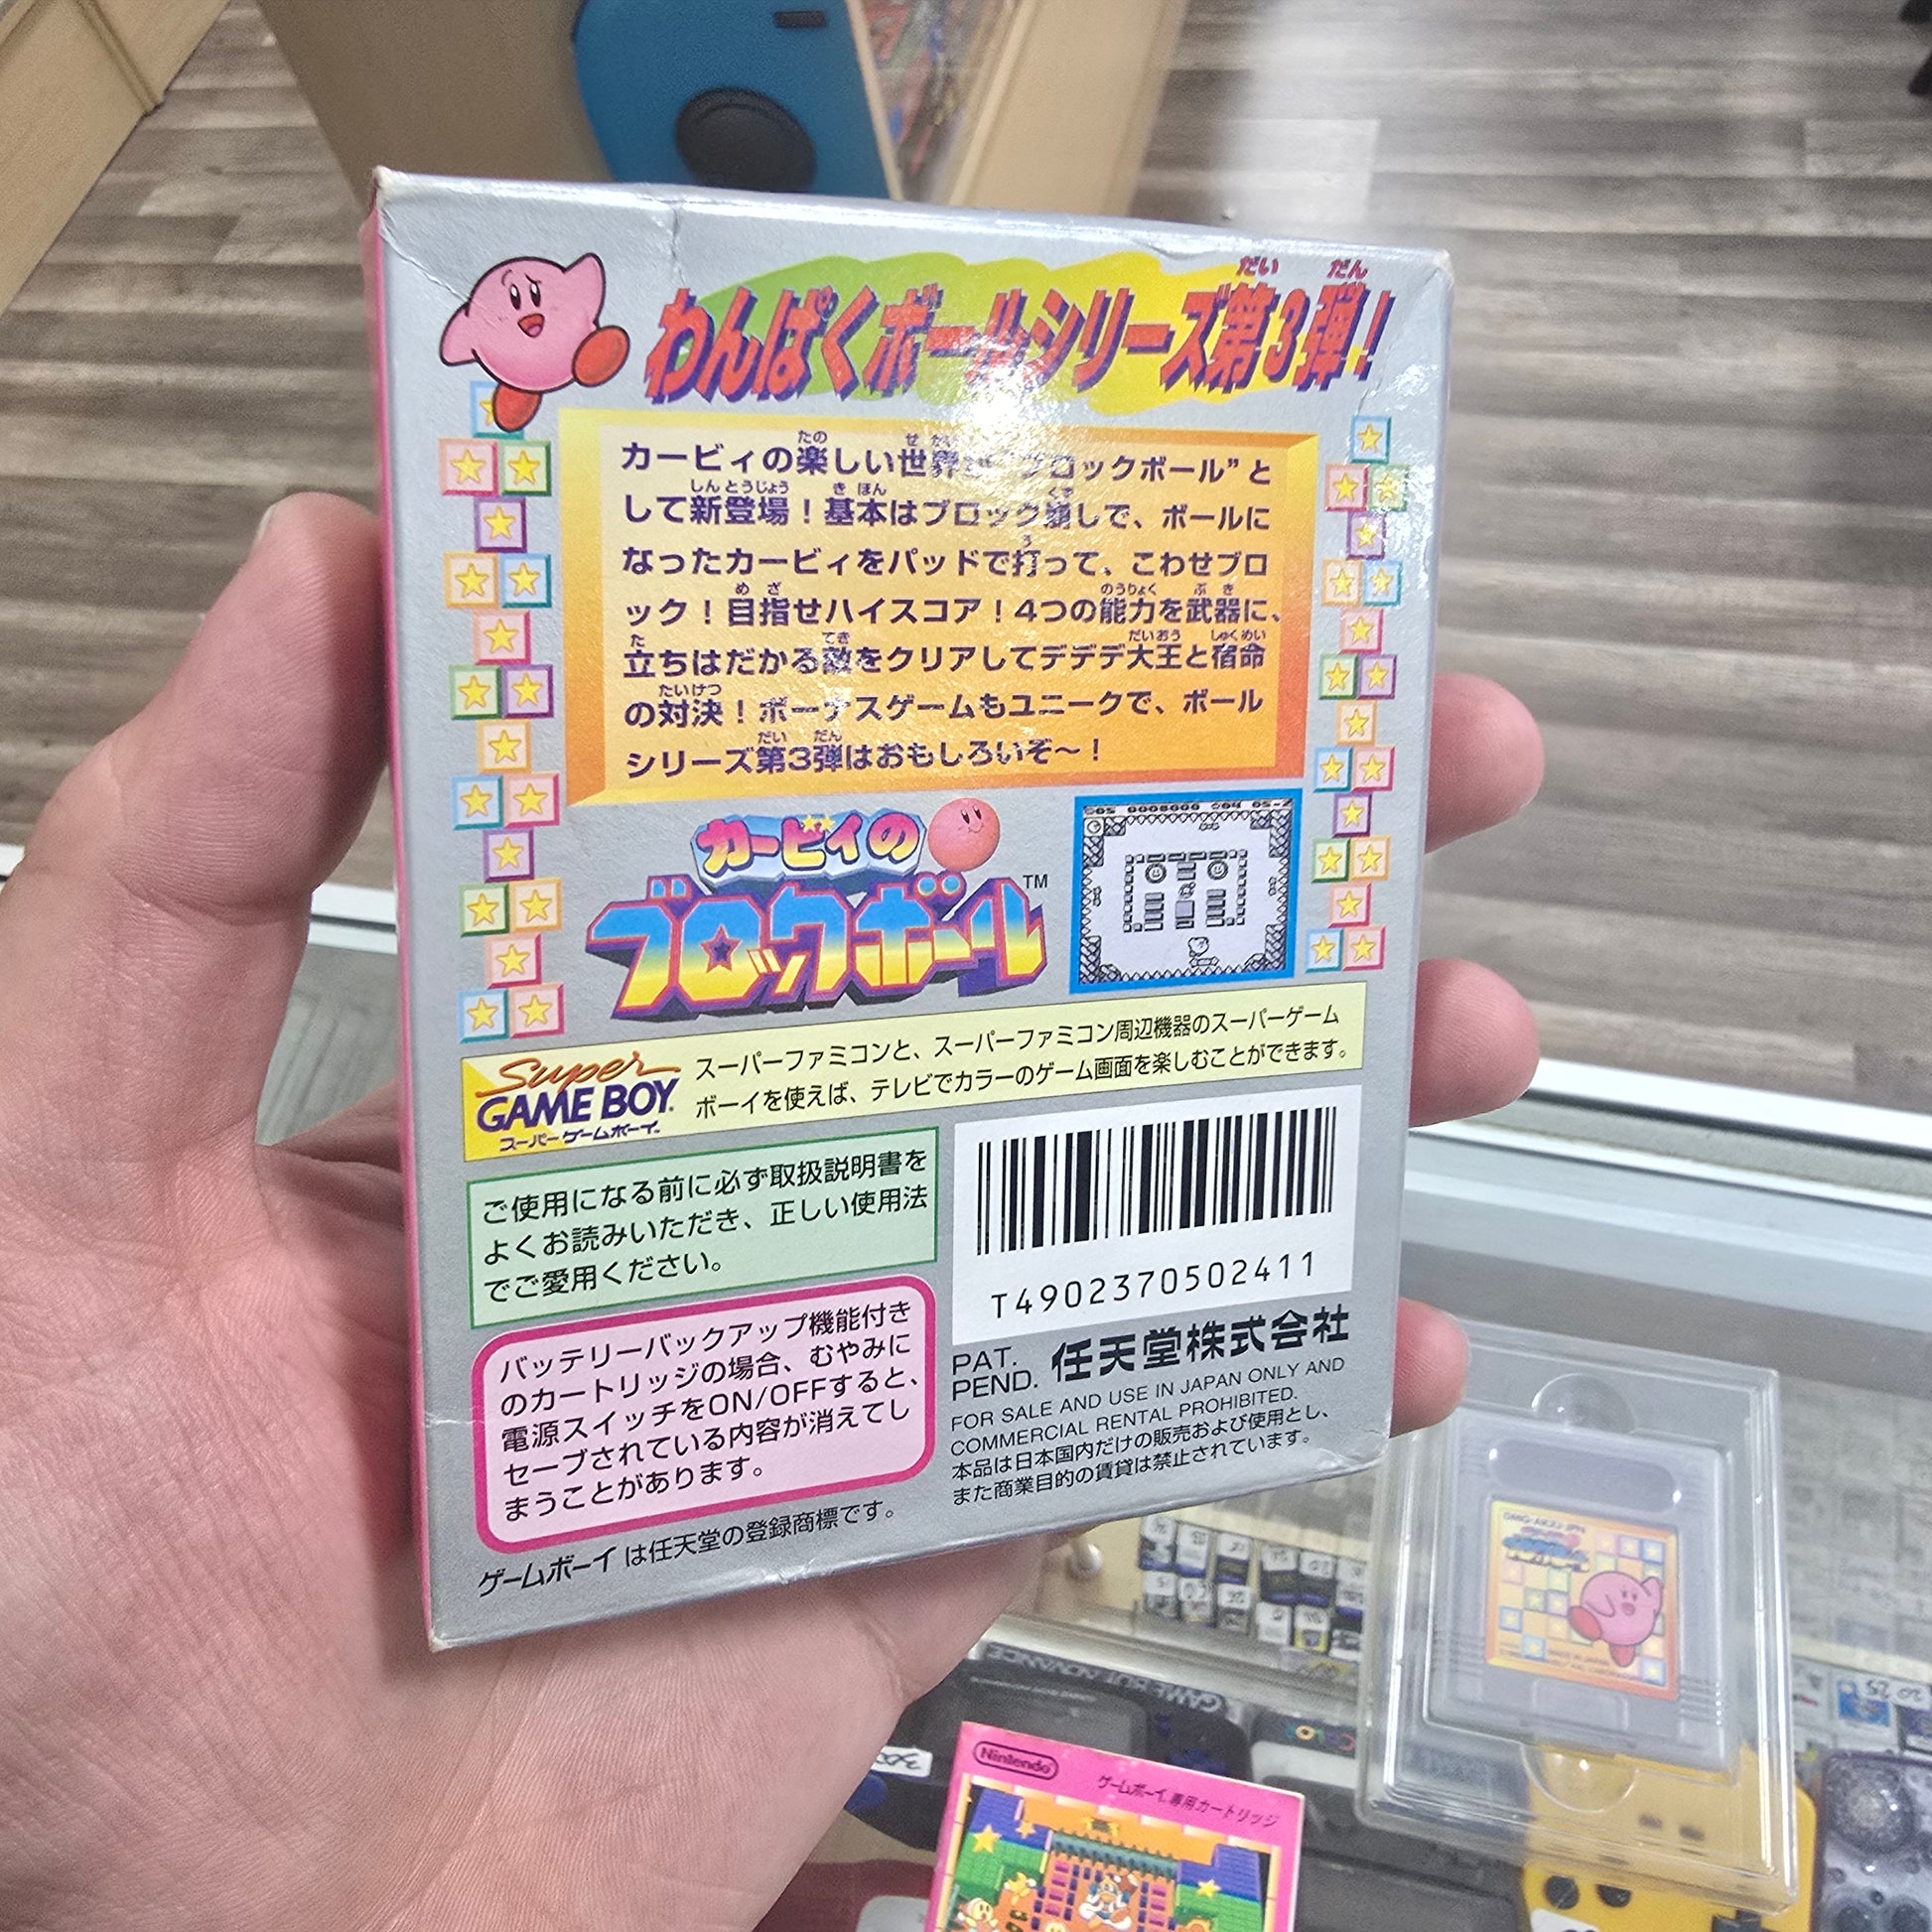 わんぱくボールシリーズ第3弾!
カービィの楽しい世界が“ブロックボール”と
して新登場!基本はブロック崩しで、ボールに
なったカービィをパッドで打って、こわせブロ
ック!目指せハイスコア!4つの能力を武器に、
立ちはだかる敵をクリアしてデデデ大王と宿命
の対決!ボーナスゲームもユニークで、ボール
シリーズ第3弾はおもしろいぞ〜!
カービィの
ブロックボール™
Super
GAME BOY
スーパーゲームボーイ
スーパーファミコンと、スーパーファミコン周辺機器のスーパーゲーム
ボーイを使えば、テレビでカラーのゲーム画面を楽しむことができます。
ご使用になる前に必ず取扱説明書を
よくお読みいただき、正しい使用法
でご愛用ください。
T4902370502411
バッテリーバックアップ機能付き
のカートリッジの場合、むやみに
電源スイッチをON/OFFすると、
セーブされている内容が消えてし
まうことがあります。
PAT.
PEND. 任天堂株式会社
FOR SALE AND USE IN JAPAN ONLY AND
COMMERCIAL RENTAL PROHIBITED.
本品は日本国内だけの販売および使用とし、
また商業目的の賃貸は禁止されています。
ゲームボーイは任天堂の登録商標です。
Nintendo
ゲームボーイ専用カートリッジ
GAME BOY ADVANCE